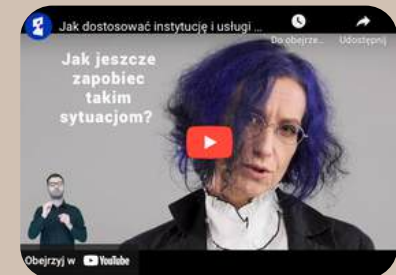 Jak dostosować instytucję i usługi ...
Do obejrze...
Udostępnij
Jak jeszcze
zapobiec
takim
sytuacjom?
Obejrzyj w YouTube